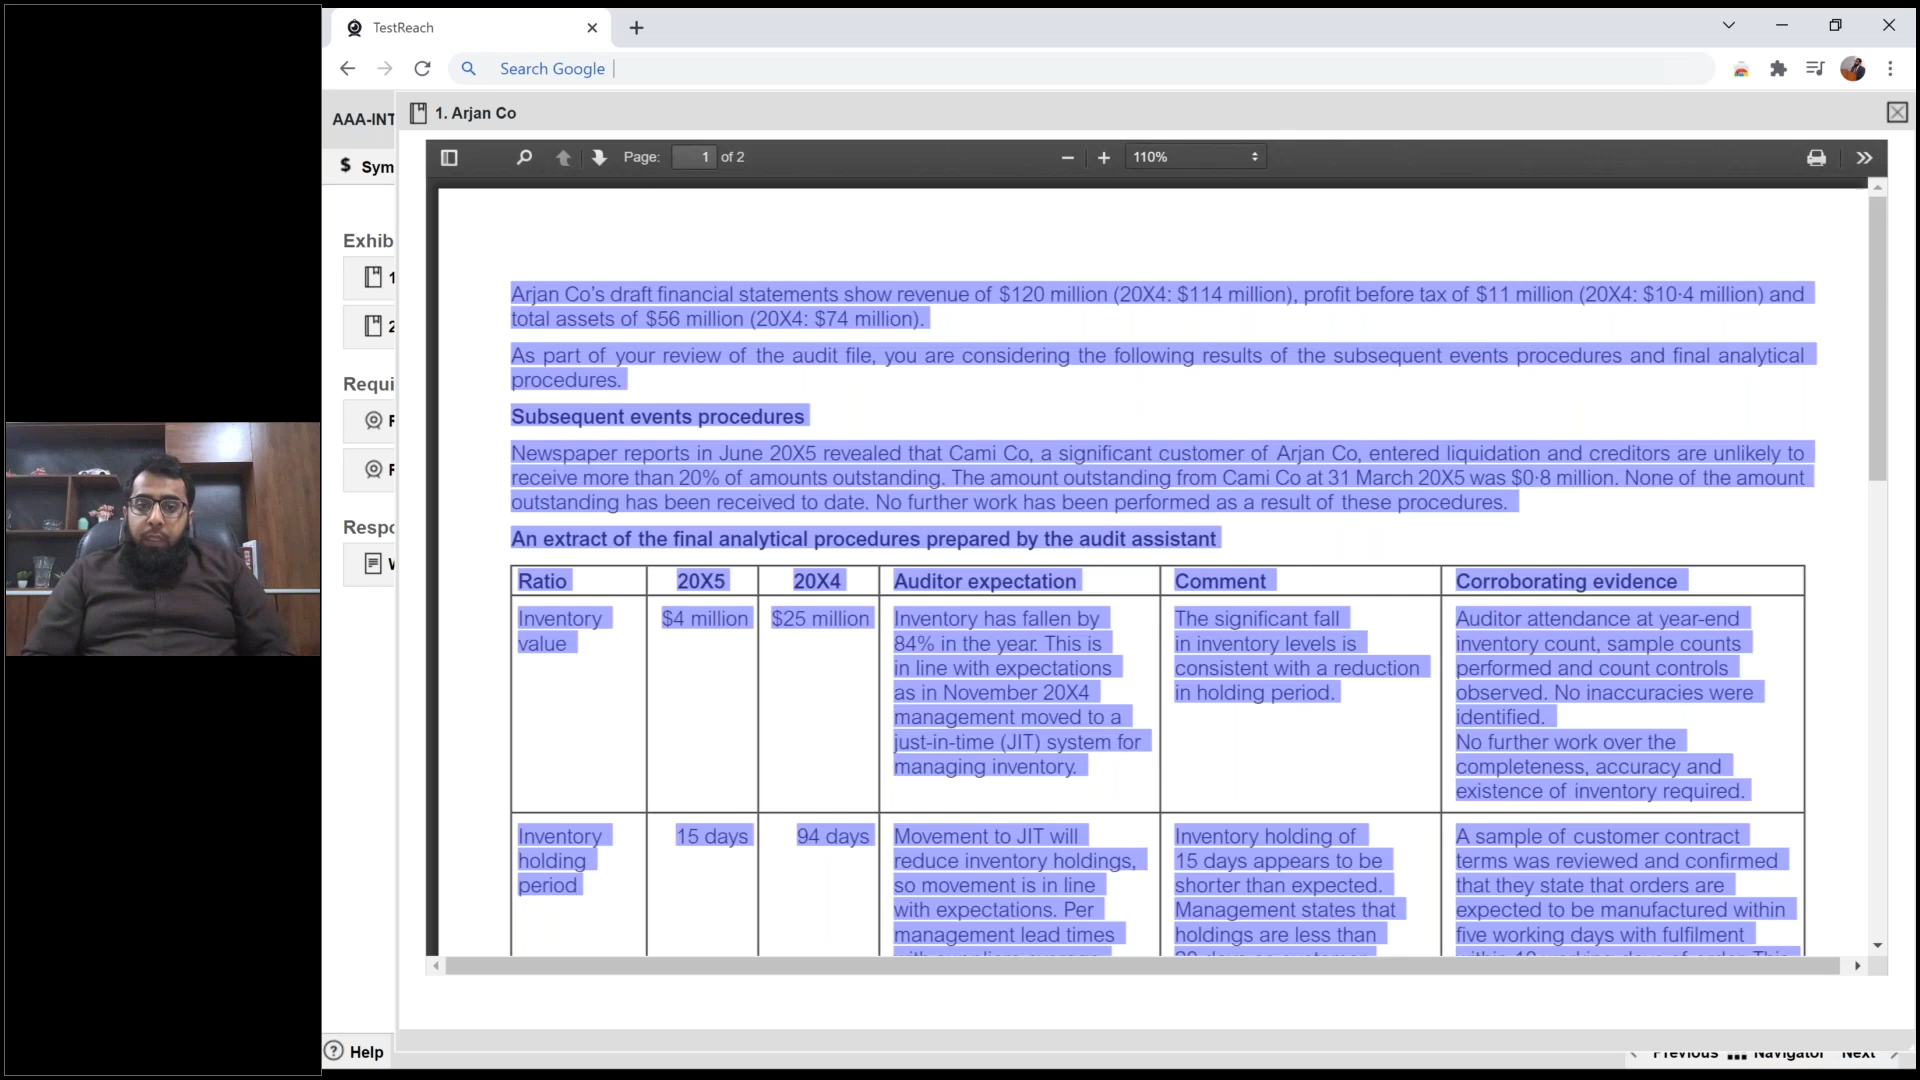 TestReach
Search Google
AAA-INT
1. Arjan Co
$ Sym
Page: 1 of 2
110%
Exhib
1
2
Requi
F
F
Respo
W
Arjan Co's draft financial statements show revenue of $120 million (20X4: $114 million), profit before tax of $11 million (20X4: $10·4 million) and
total assets of $56 million (20X4: $74 million).
As part of your review of the audit file, you are considering the following results of the subsequent events procedures and final analytical
procedures.
Subsequent events procedures
Newspaper reports in June 20X5 revealed that Cami Co, a significant customer of Arjan Co, entered liquidation and creditors are unlikely to
receive more than 20% of amounts outstanding. The amount outstanding from Cami Co at 31 March 20X5 was $0·8 million. None of the amount
outstanding has been received to date. No further work has been performed as a result of these procedures.
An extract of the final analytical procedures prepared by the audit assistant
Ratio 20X5 20X4 Auditor expectation Comment Corroborating evidence
Inventory
value
$4 million
$25 million
Inventory has fallen by
84% in the year. This is
in line with expectations
as in November 20X4
management moved to a
just-in-time (JIT) system for
managing inventory.
The significant fall
in inventory levels is
consistent with a reduction
in holding period.
Auditor attendance at year-end
inventory count, sample counts
performed and count controls
observed. No inaccuracies were
identified.
No further work over the
completeness, accuracy and
existence of inventory required.
Inventory
holding
period
15 days
94 days
Movement to JIT will
reduce inventory holdings,
so movement is in line
with expectations. Per
management lead times
Inventory holding of
15 days appears to be
shorter than expected.
Management states that
holdings are less than
A sample of customer contract
terms was reviewed and confirmed
that they state that orders are
expected to be manufactured within
five working days with fulfilment
Help
Previous Navigator Next